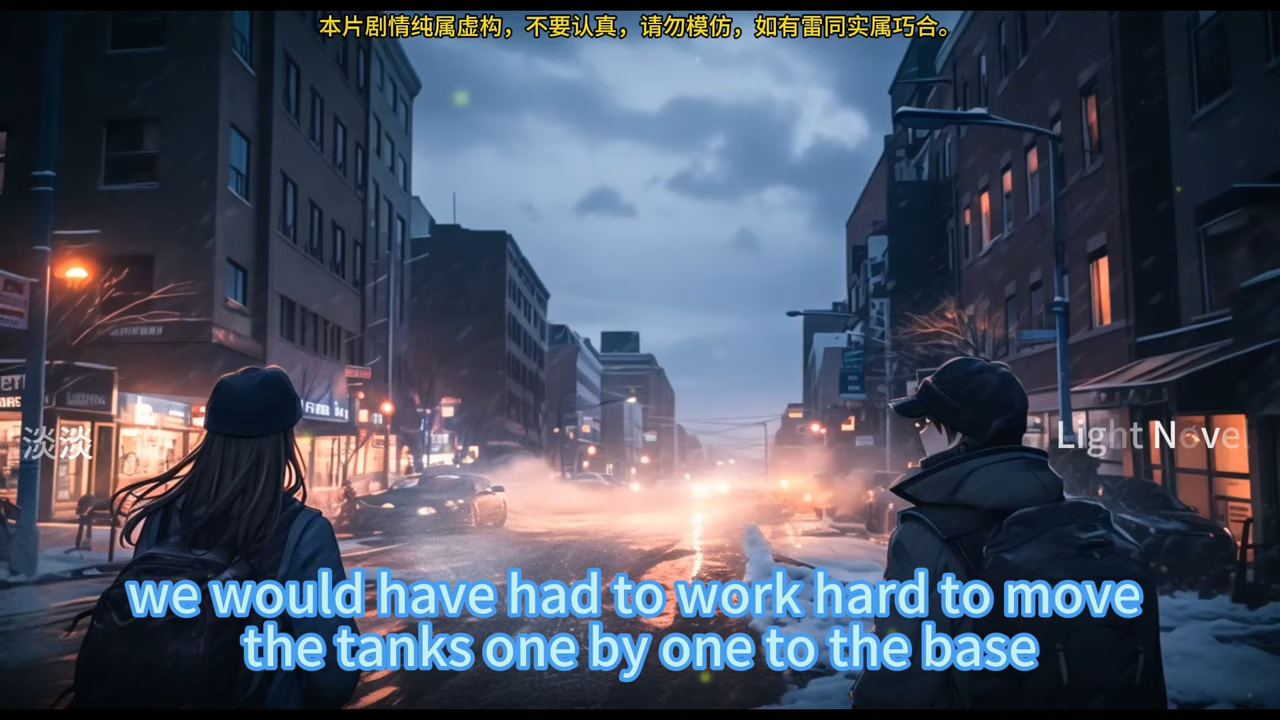 本片剧情纯属虚构，不要认真，请勿模仿，如有雷同实属巧合。
淡淡
Light Novel
we would have had to work hard to move
the tanks one by one to the base